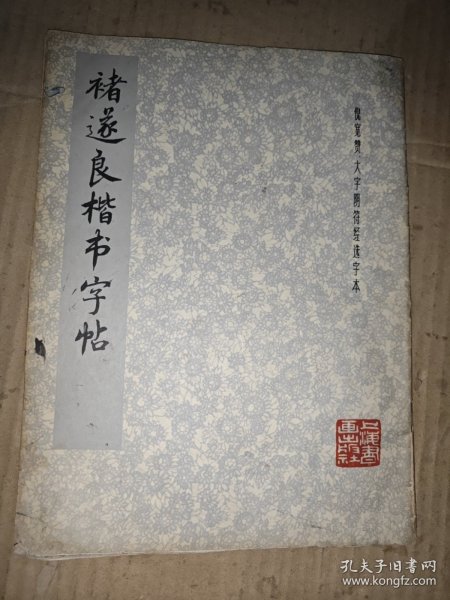 褚遂良楷书字帖
倪宽赞 大字阴符经选字本
上海书画出版社
孔夫子旧书网
www.kongfz.com